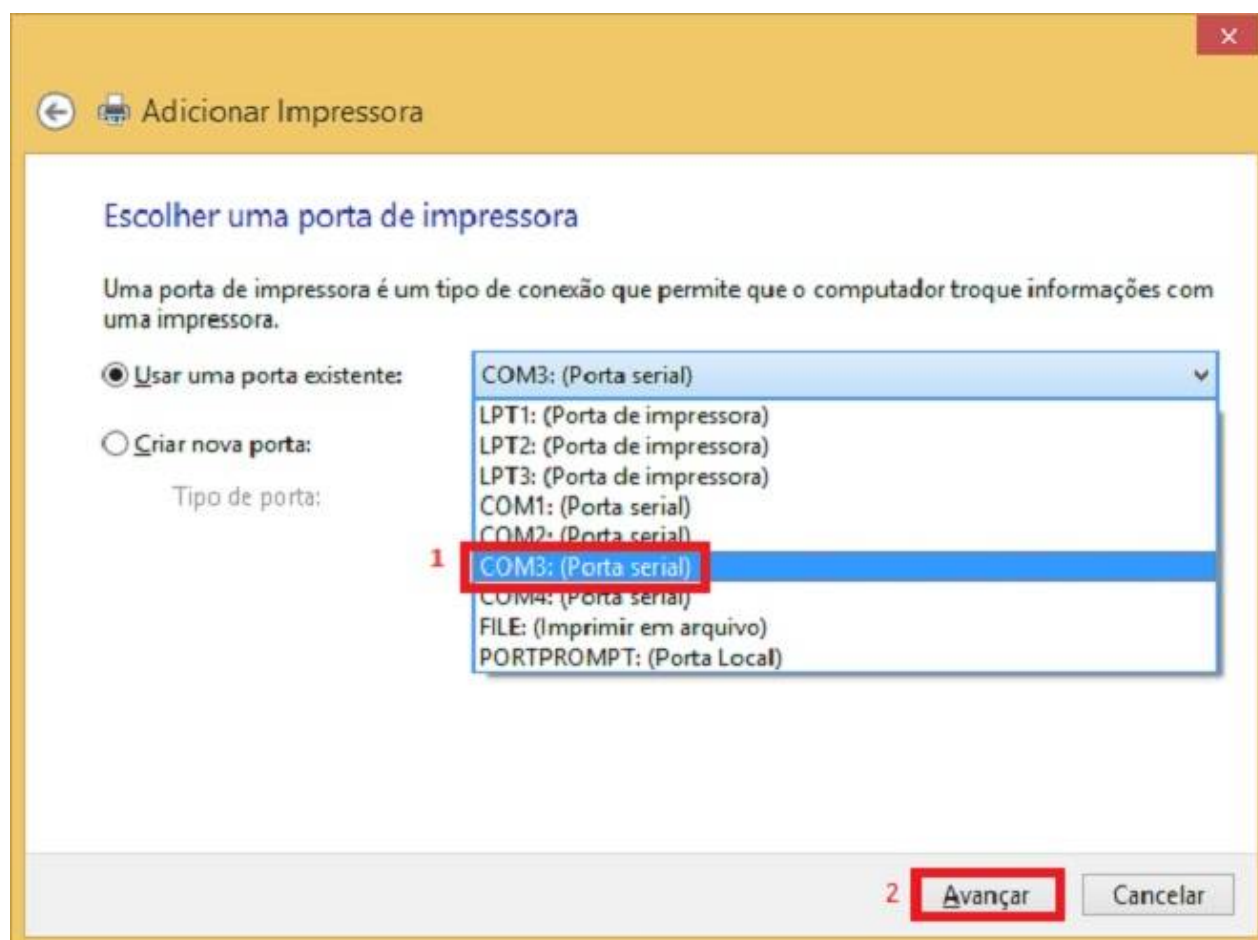 Adicionar Impressora
Escolher uma porta de impressora
Uma porta de impressora é um tipo de conexão que permite que o computador troque informações com
uma impressora.
Usar uma porta existente:
COM3: (Porta serial)
LPT1: (Porta de impressora)
Criar nova porta:
LPT2: (Porta de impressora)
LPT3: (Porta de impressora)
Tipo de porta:
COM1: (Porta serial)
COM2: (Porta serial)
1
COM3: (Porta serial)
COM4: (Porta serial)
FILE: (Imprimir em arquivo)
PORTPROMPT: (Porta Local)
2
Avançar
Cancelar